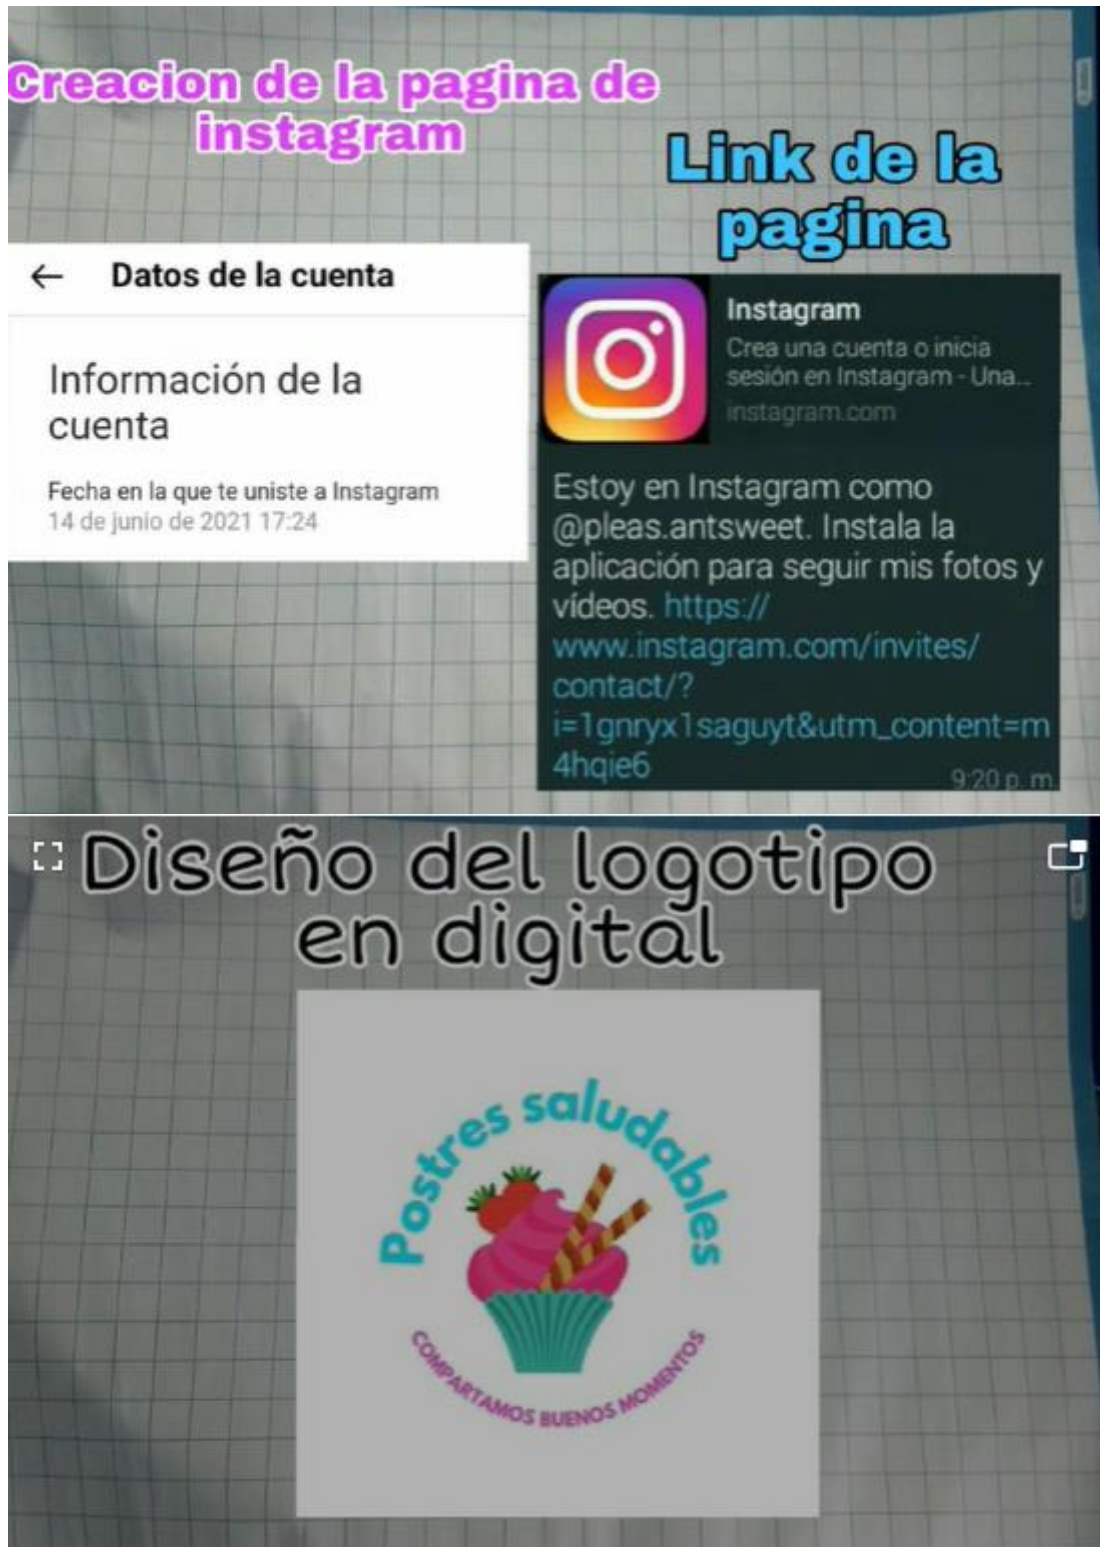 Creacion de la pagina de
instagram
Link de la
pagina
Datos de la cuenta
Información de la
cuenta
Fecha en la que te uniste a Instagram
14 de junio de 2021 17:24
Instagram
Crea una cuenta o inicia
sesión en Instagram - Una...
instagram.com
Estoy en Instagram como
@pleas.antsweet. Instala la
aplicación para seguir mis fotos y
vídeos. https://
www.instagram.com/invites/
contact/?
i=1gnryx1saguyt&utm_content=m
4hqie6
9:20 p. m
Diseño del logotipo
en digital
Postres saludables
COMPARTAMOS BUENOS MOMENTOS